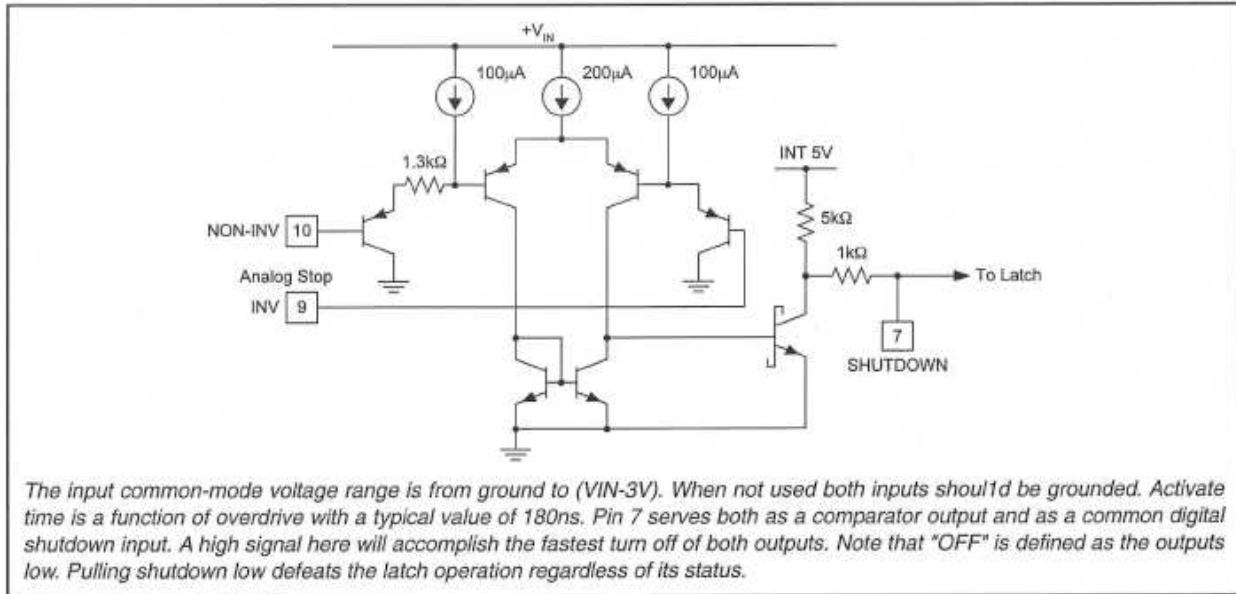 +VIN
100µA
200µA
100µA
INT 5V
1.3kΩ
5kΩ
NON-INV 10
1kΩ
To Latch
Analog Stop
INV 9
7
SHUTDOWN
The input common-mode voltage range is from ground to (VIN-3V). When not used both inputs shoul1d be grounded. Activate
time is a function of overdrive with a typical value of 180ns. Pin 7 serves both as a comparator output and as a common digital
shutdown input. A high signal here will accomplish the fastest turn off of both outputs. Note that "OFF" is defined as the outputs
low. Pulling shutdown low defeats the latch operation regardless of its status.